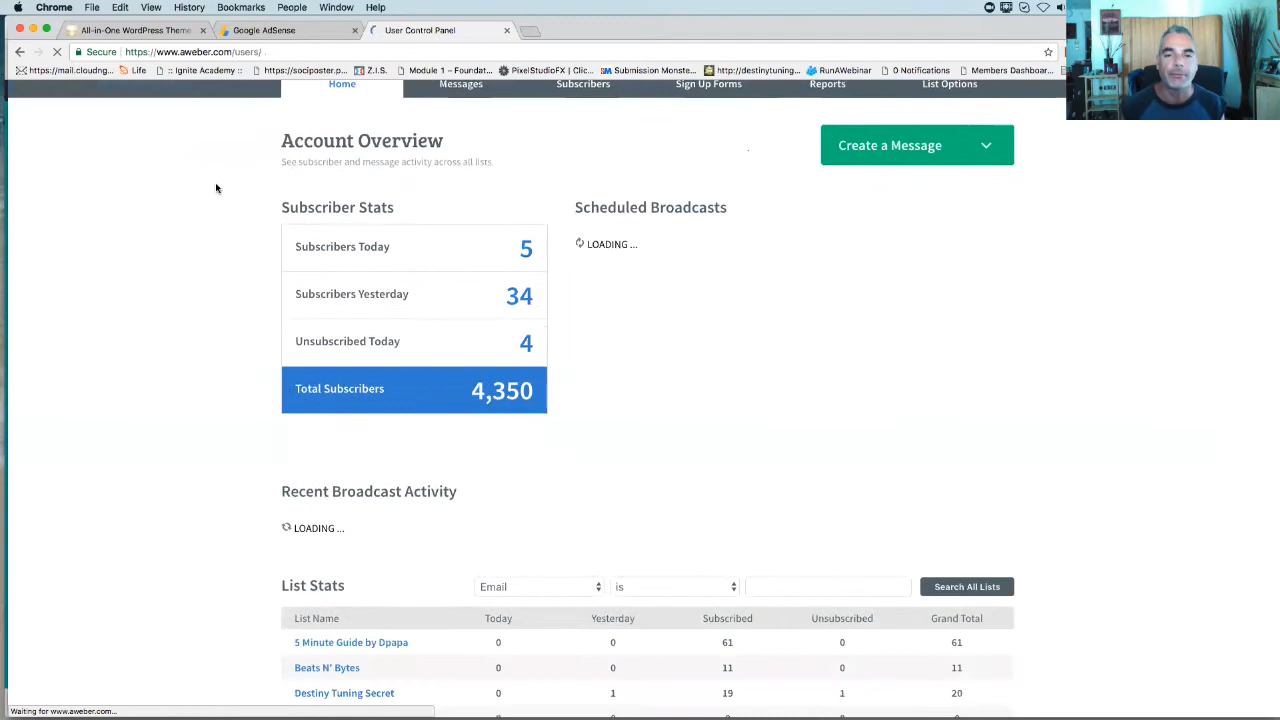 Chrome File Edit View History Bookmarks People Window Help
All-in-One WordPress Theme
Google AdSense
User Control Panel
Secure https://www.aweber.com/users/
https://mail.cloudng... Life :: Ignite Academy :: https://sociposter.p... Z.I.S. Module 1 – Foundat... PixelStudioFX | Clic... Submission Monste... http://destinytuning... RunAWebinar 0 Notifications Members Dashboar...
Home Messages Subscribers Sign Up Forms Reports List Options
Account Overview
See subscriber and message activity across all lists
Create a Message
Subscriber Stats
Scheduled Broadcasts
Subscribers Today 5
LOADING ...
Subscribers Yesterday 34
Unsubscribed Today 4
Total Subscribers 4,350
Recent Broadcast Activity
LOADING ...
List Stats
Email is Search All Lists
List Name Today Yesterday Subscribed Unsubscribed Grand Total
5 Minute Guide by Dpapa 0 0 61 0 61
Beats N' Bytes 0 0 11 0 11
Destiny Tuning Secret 0 1 19 1 20
Waiting for www.aweber.com...